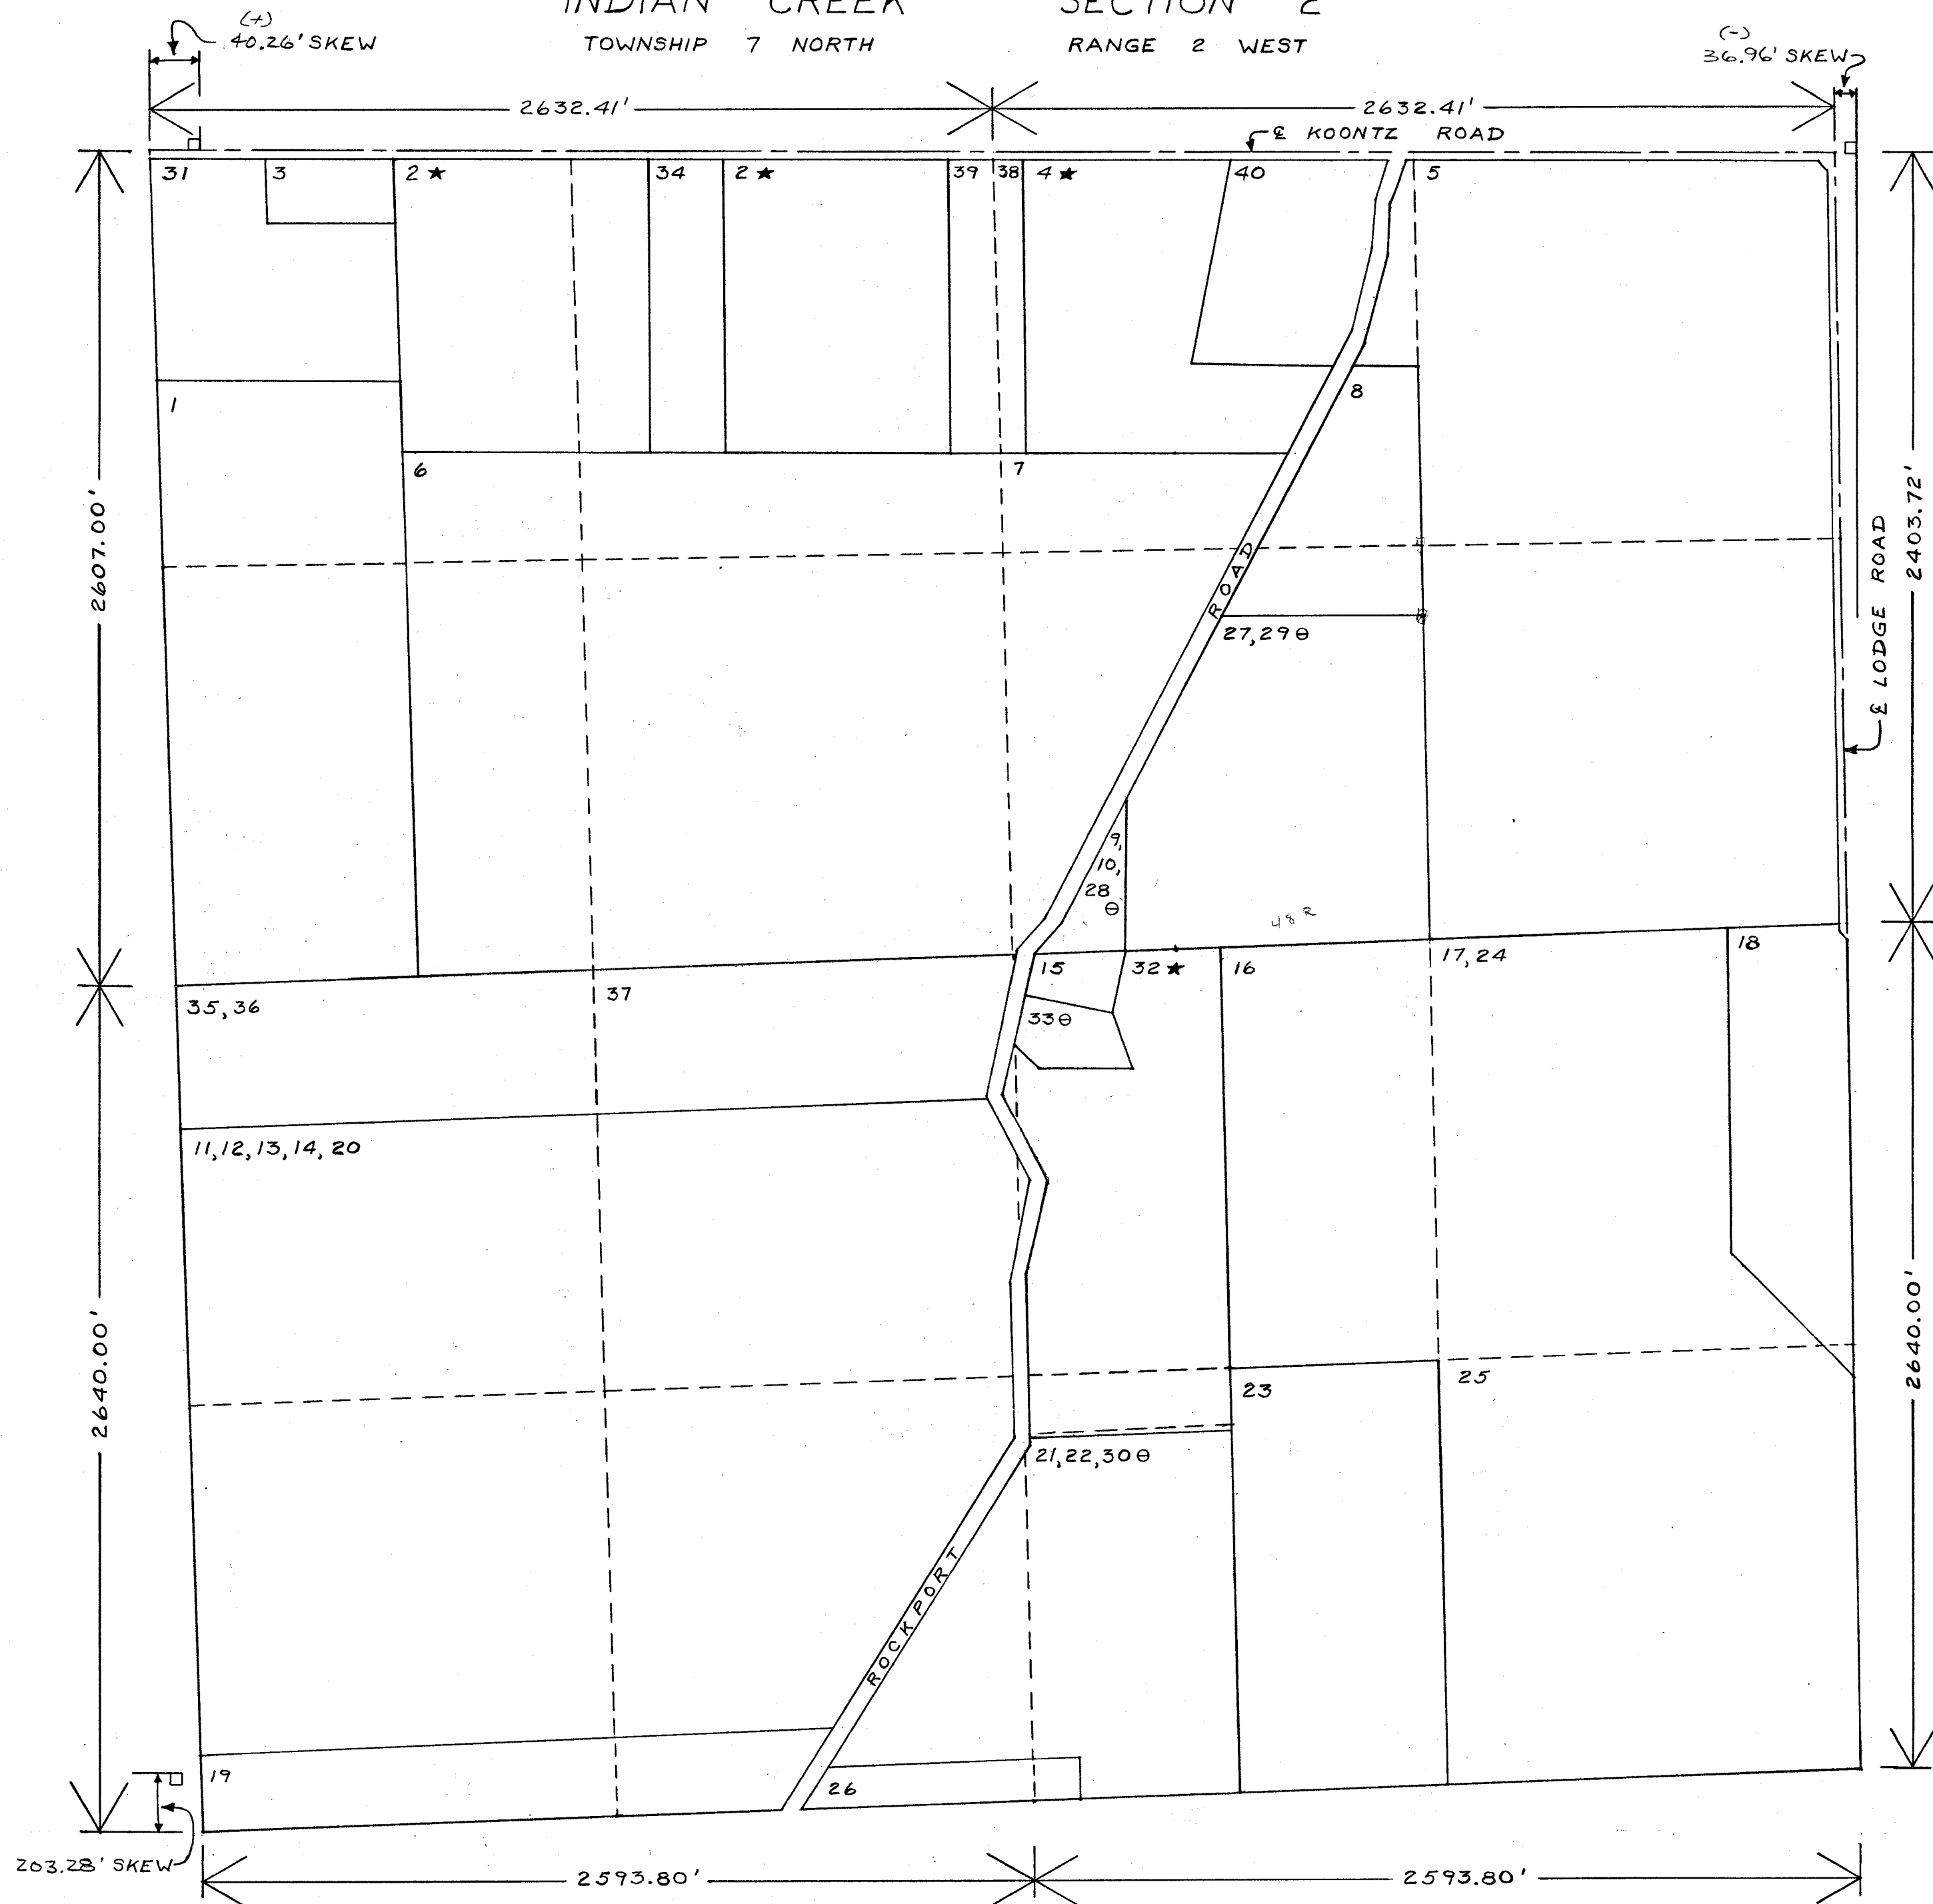 INDIAN CREEK SECTION 2
(+)
40.26' SKEW
TOWNSHIP 7 NORTH RANGE 2 WEST
(-)
36.96' SKEW
2632.41' 2632.41'
℄ KOONTZ ROAD
31 3 2★ 34 2★ 39 38 4★ 40 5
1
8
6 7
2607.00'
2403.72'
ROAD
℄ LODGE ROAD
27,29⊖
9,
10,
28
⊖
48 R
15 32★ 16 17,24 18
35,36 37
33⊖
11,12,13,14,20
2640.00'
2640.00'
23 25
21,22,30⊖
ROCKPORT
19 26
203.28' SKEW
2593.80' 2593.80'